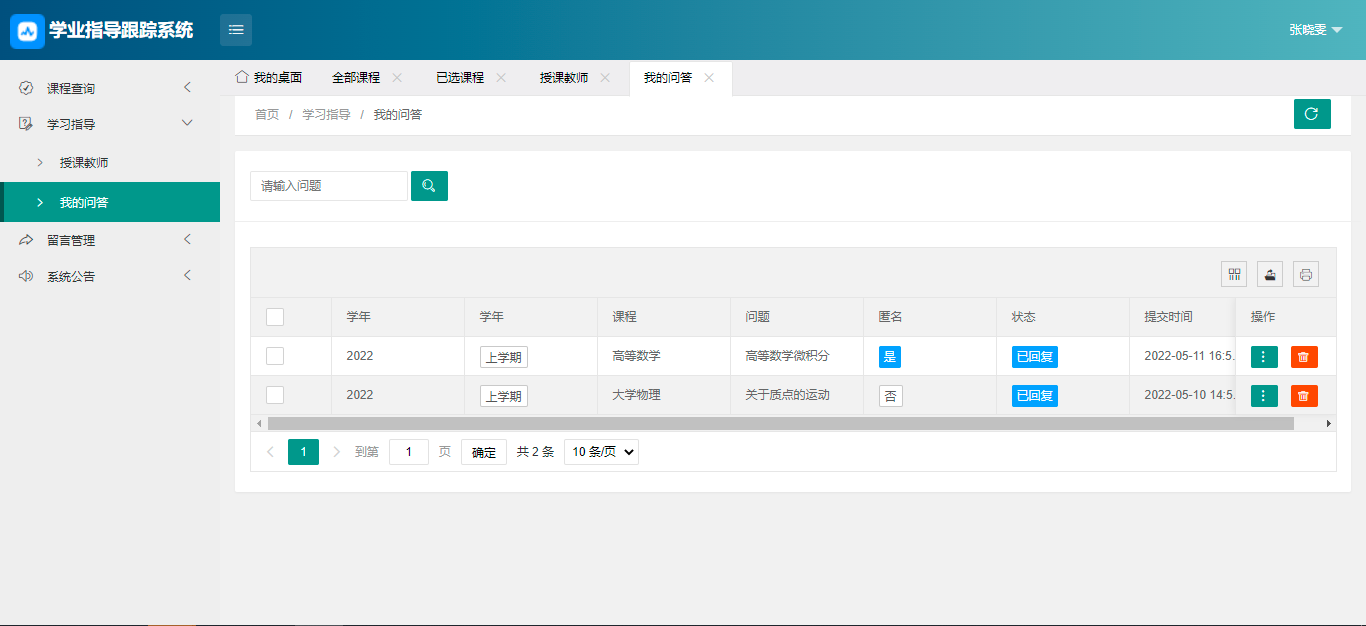 学业指导跟踪系统
张晓雯
课程查询
学习指导
授课教师
我的问答
留言管理
系统公告
我的桌面 全部课程 已选课程 授课教师 我的问答
首页 / 学习指导 / 我的问答
请输入问题
学年 学年 课程 问题 匿名 状态 提交时间 操作
2022 上学期 高等数学 高等数学微积分 是 已回复 2022-05-11 16:5.
2022 上学期 大学物理 关于质点的运动 否 已回复 2022-05-10 14:5.
1 到第 1 页 确定 共 2 条 10 条/页